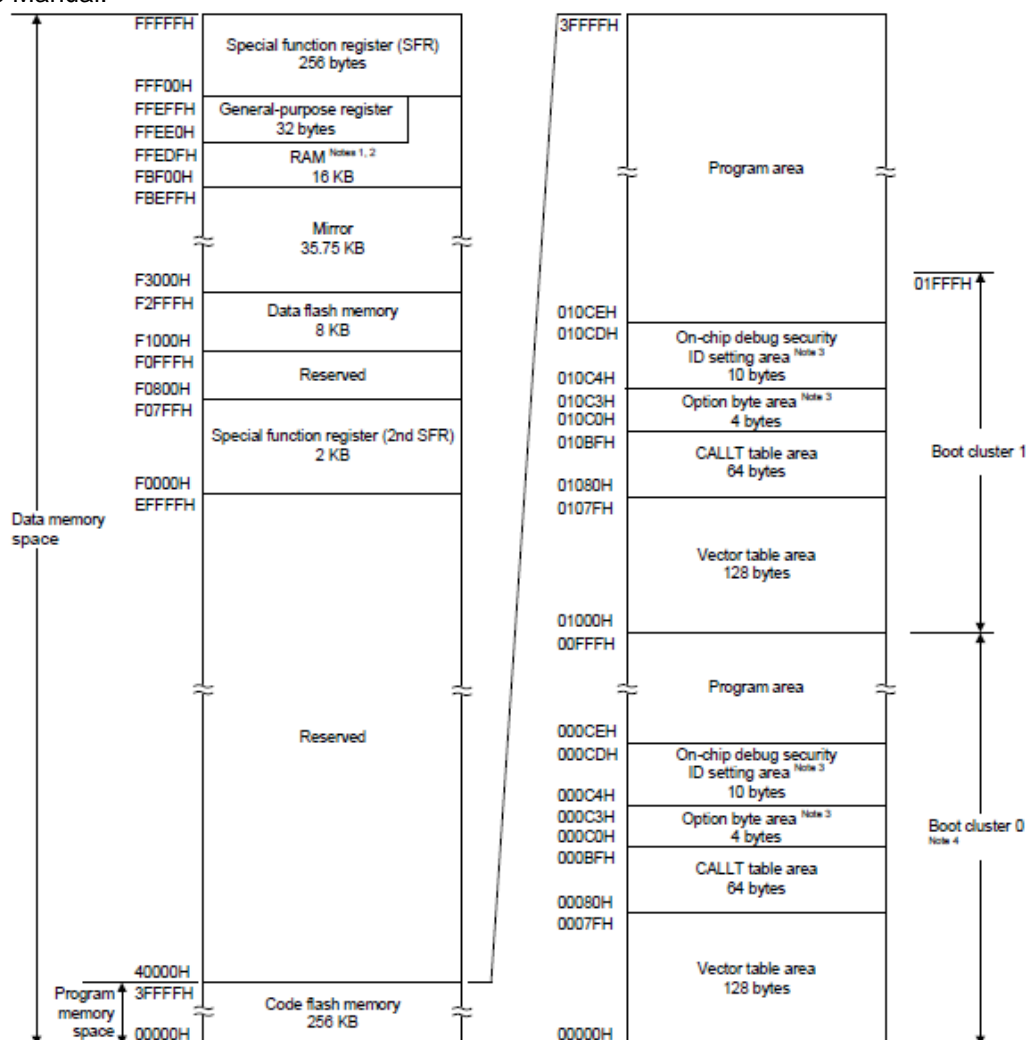 FFFFFH
Special function register (SFR)
256 bytes
FFF00H
FFEFFH
General-purpose register
32 bytes
FFEE0H
FFEDFH
RAM Notes 1, 2
16 KB
FBF00H
FBEFFH
Mirror
35.75 KB
F3000H
F2FFFH
Data flash memory
8 KB
F1000H
F0FFFH
Reserved
F0800H
F07FFH
Special function register (2nd SFR)
2 KB
F0000H
EFFFFH
Data memory
space
Reserved
40000H
Program
memory
space
3FFFFH
Code flash memory
256 KB
00000H
3FFFFH
Program area
01FFFH
010CEH
010CDH
On-chip debug security
ID setting area Note 3
10 bytes
010C4H
010C3H
Option byte area Note 3
4 bytes
010C0H
010BFH
CALLT table area
64 bytes
Boot cluster 1
01080H
0107FH
Vector table area
128 bytes
01000H
00FFFH
Program area
000CEH
000CDH
On-chip debug security
ID setting area Note 3
10 bytes
000C4H
000C3H
Option byte area Note 3
4 bytes
000C0H
000BFH
Boot cluster 0
Note 4
CALLT table area
64 bytes
00080H
0007FH
Vector table area
128 bytes
00000H